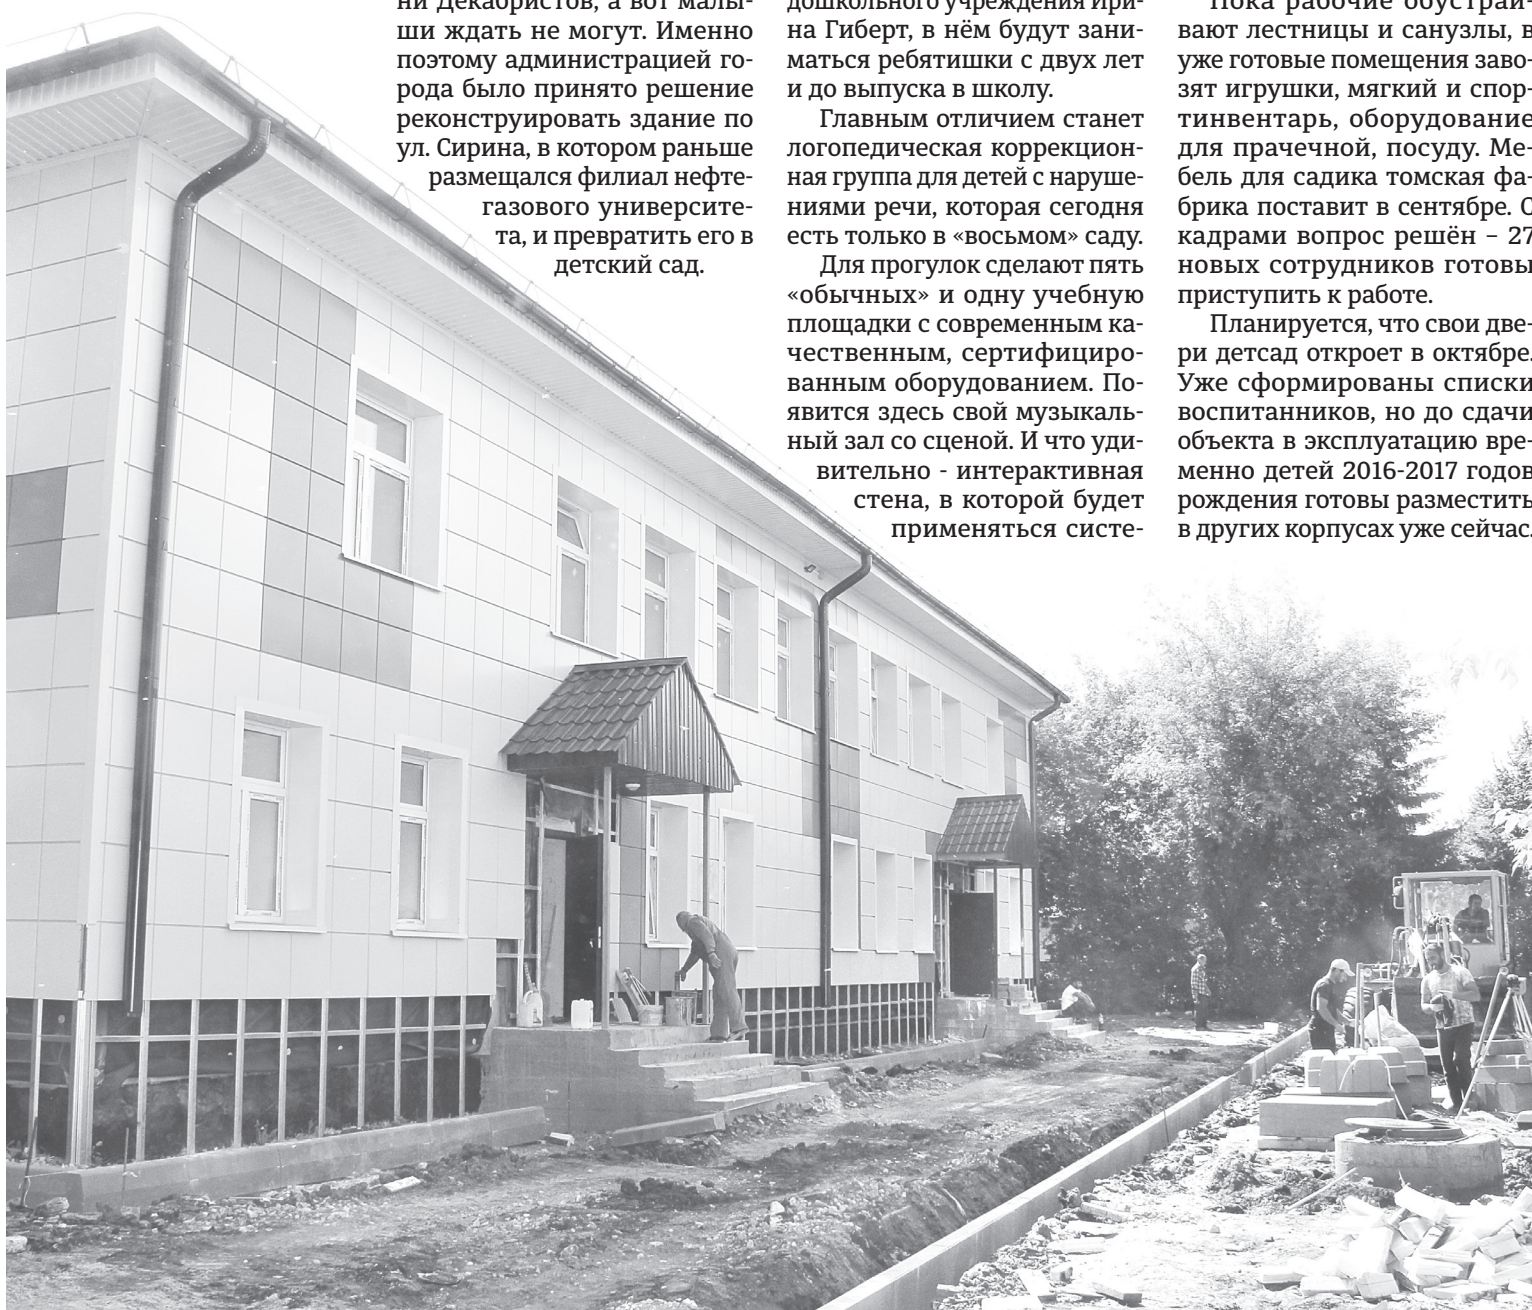 ни Декабристов, а вот малы-
ши ждать не могут. Именно
поэтому администрацией го-
рода было принято решение
реконструировать здание по
ул. Сирина, в котором раньше
размещался филиал нефте-
газового университе-
та, и превратить его в
детский сад.
дошкольного учреждения Ири-
на Гиберт, в нём будут зани-
маться ребятишки с двух лет
и до выпуска в школу.
Главным отличием станет
логопедическая коррекцион-
ная группа для детей с наруше-
ниями речи, которая сегодня
есть только в «восьмом» саду.
Для прогулок сделают пять
«обычных» и одну учебную
площадки с современным ка-
чественным, сертифициро-
ванным оборудованием. По-
явится здесь свой музыкаль-
ный зал со сценой. И что уди-
вительно - интерактивная
стена, в которой будет
применяться систе-
Пока рабочие обустраи-
вают лестницы и санузлы, в
уже готовые помещения заво-
зят игрушки, мягкий и спор-
тинвентарь, оборудование
для прачечной, посуду. Ме-
бель для садика томская фа-
брика поставит в сентябре. С
кадрами вопрос решён – 27
новых сотрудников готовы
приступить к работе.
Планируется, что свои две-
ри детсад откроет в октябре.
Уже сформированы списки
воспитанников, но до сдачи
объекта в эксплуатацию вре-
менно детей 2016-2017 годов
рождения готовы разместить
в других корпусах уже сейчас.